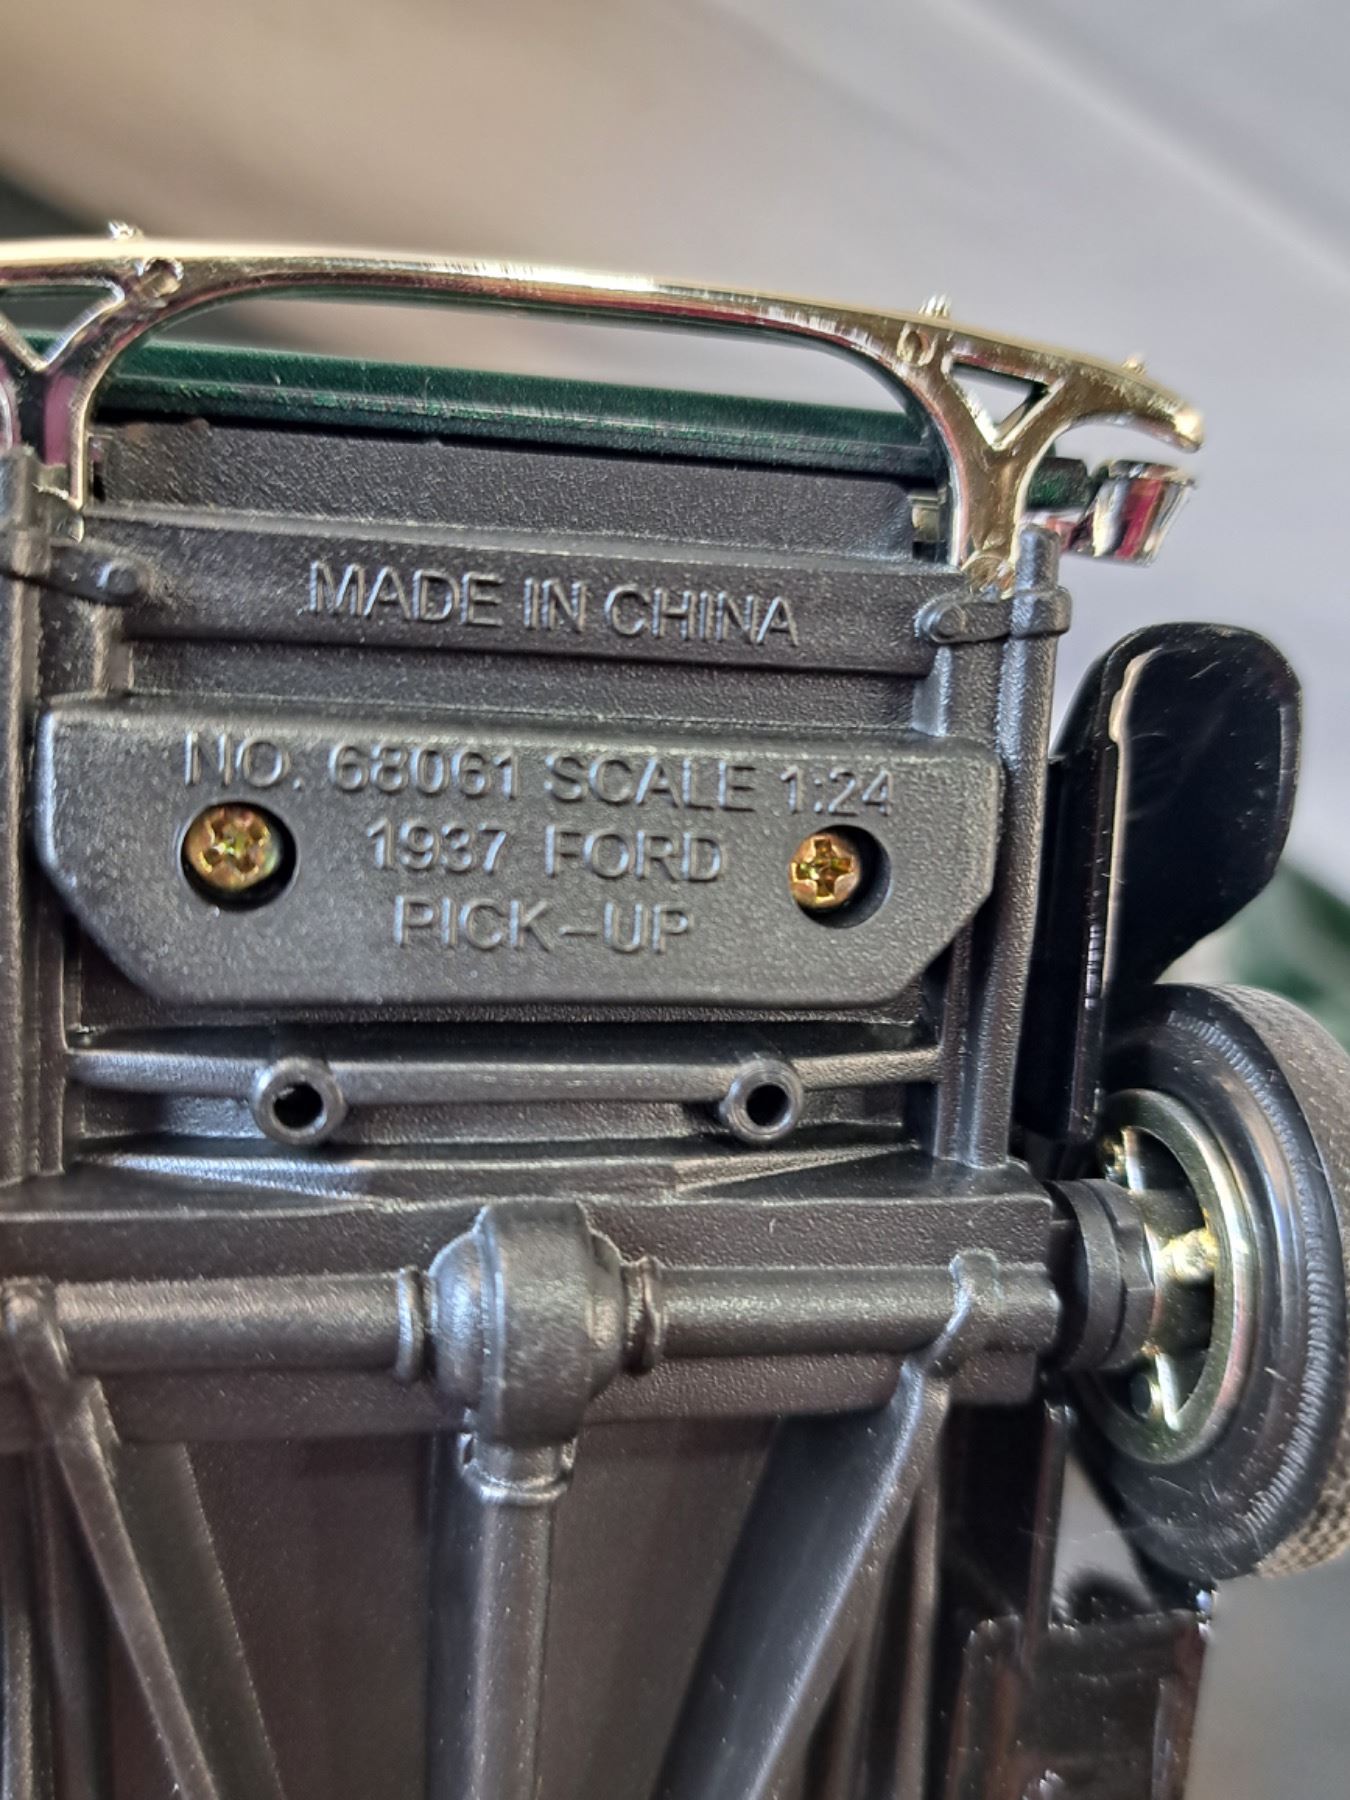 MADE IN CHINA
NO. 68061 SCALE 1:24
1937 FORD
PICK-UP